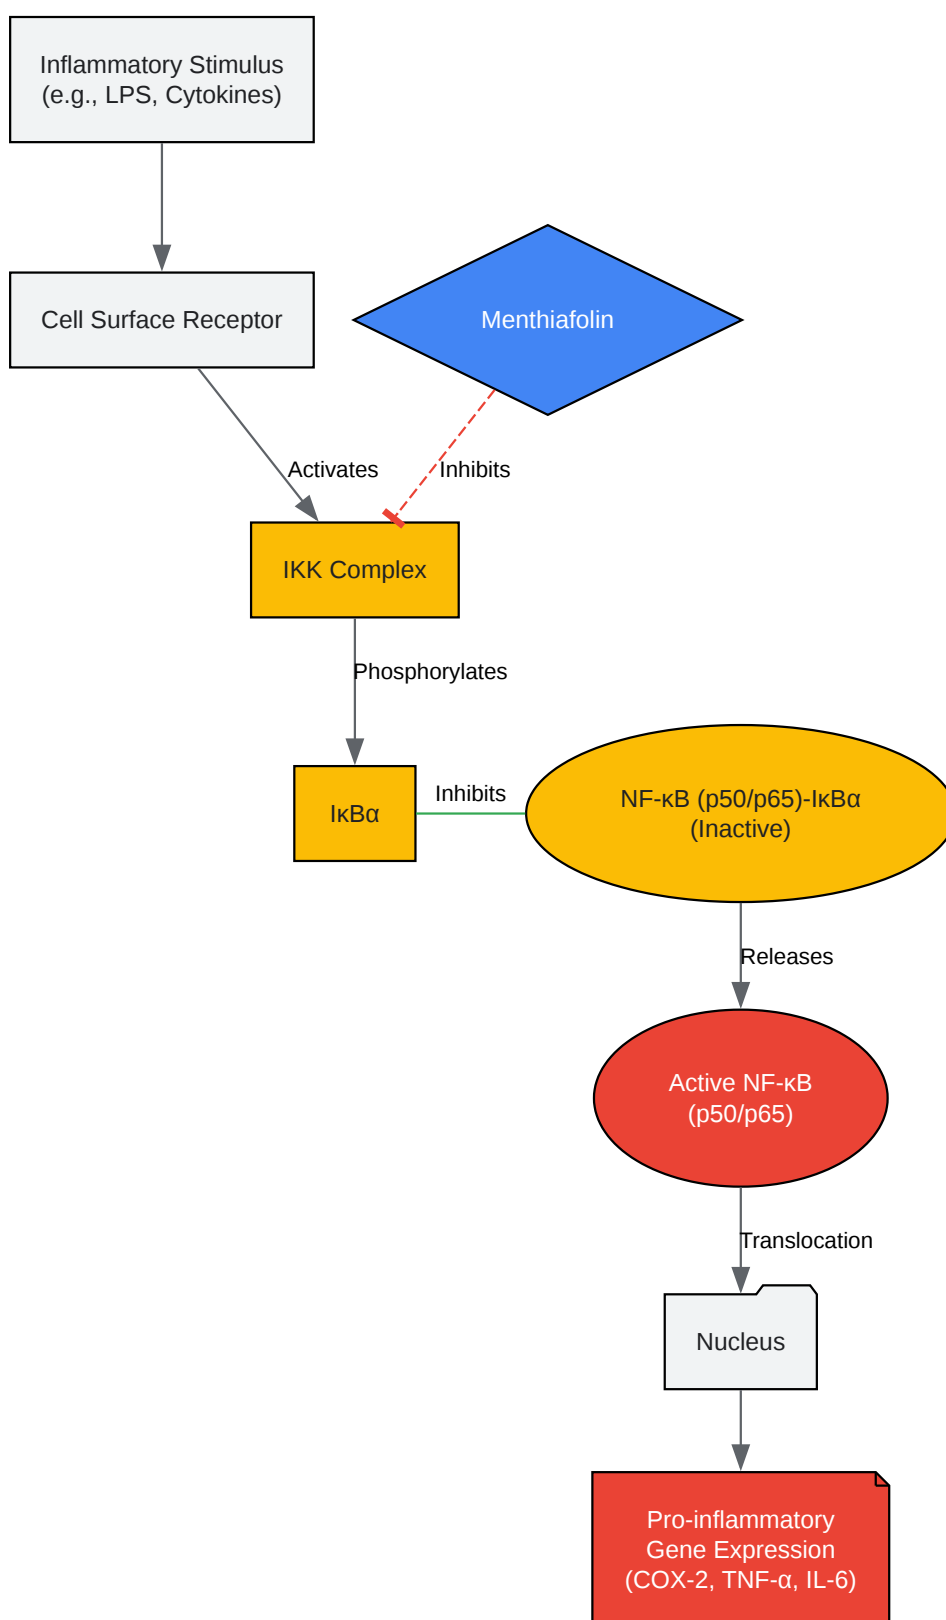 Inflammatory Stimulus
(e.g., LPS, Cytokines)
Cell Surface Receptor
Menthiafolin
Activates
Inhibits
IKK Complex
Phosphorylates
IκBα
Inhibits
NF-κB (p50/p65)-IκBα
(Inactive)
Releases
Active NF-κB
(p50/p65)
Translocation
Nucleus
Pro-inflammatory
Gene Expression
(COX-2, TNF-α, IL-6)